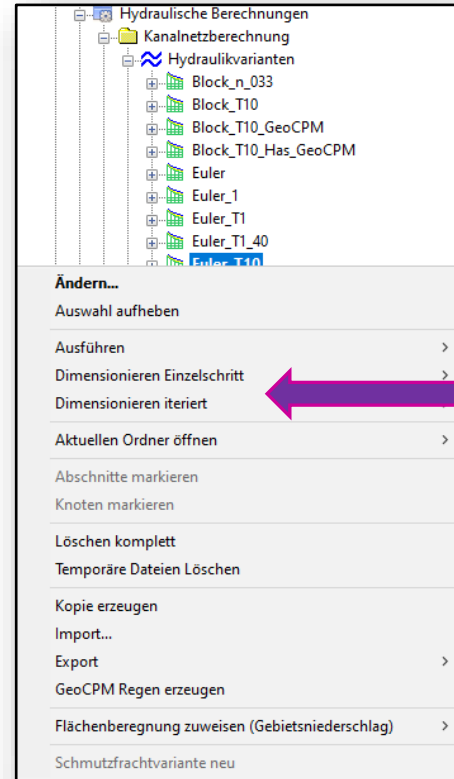 Hydraulische Berechnungen
Kanalnetzberechnung
Hydraulikvarianten
Block_n_033
Block_T10
Block_T10_GeoCPM
Block_T10_Has_GeoCPM
Euler
Euler_1
Euler_T1
Euler_T1_40
Euler_T10
Ändern...
Auswahl aufheben
Ausführen
Dimensionieren Einzelschritt
Dimensionieren iteriert
Aktuellen Ordner öffnen
Abschnitte markieren
Knoten markieren
Löschen komplett
Temporäre Dateien Löschen
Kopie erzeugen
Import...
Export
GeoCPM Regen erzeugen
Flächenberegnung zuweisen (Gebietsniederschlag)
Schmutzfrachtvariante neu